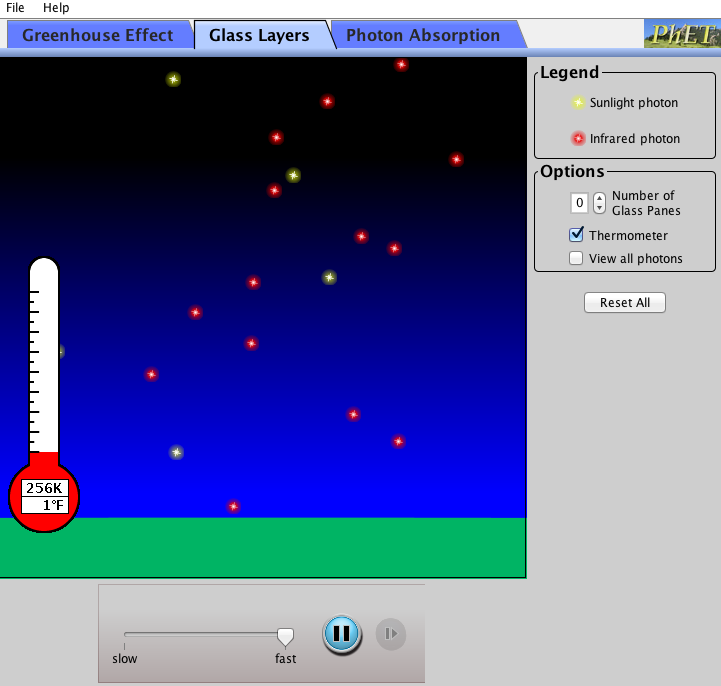 File Help
Greenhouse Effect Glass Layers Photon Absorption PhET
Legend
Sunlight photon
Infrared photon
Options
0 Number of
Glass Panes
Thermometer
View all photons
Reset All
256K
1°F
slow fast